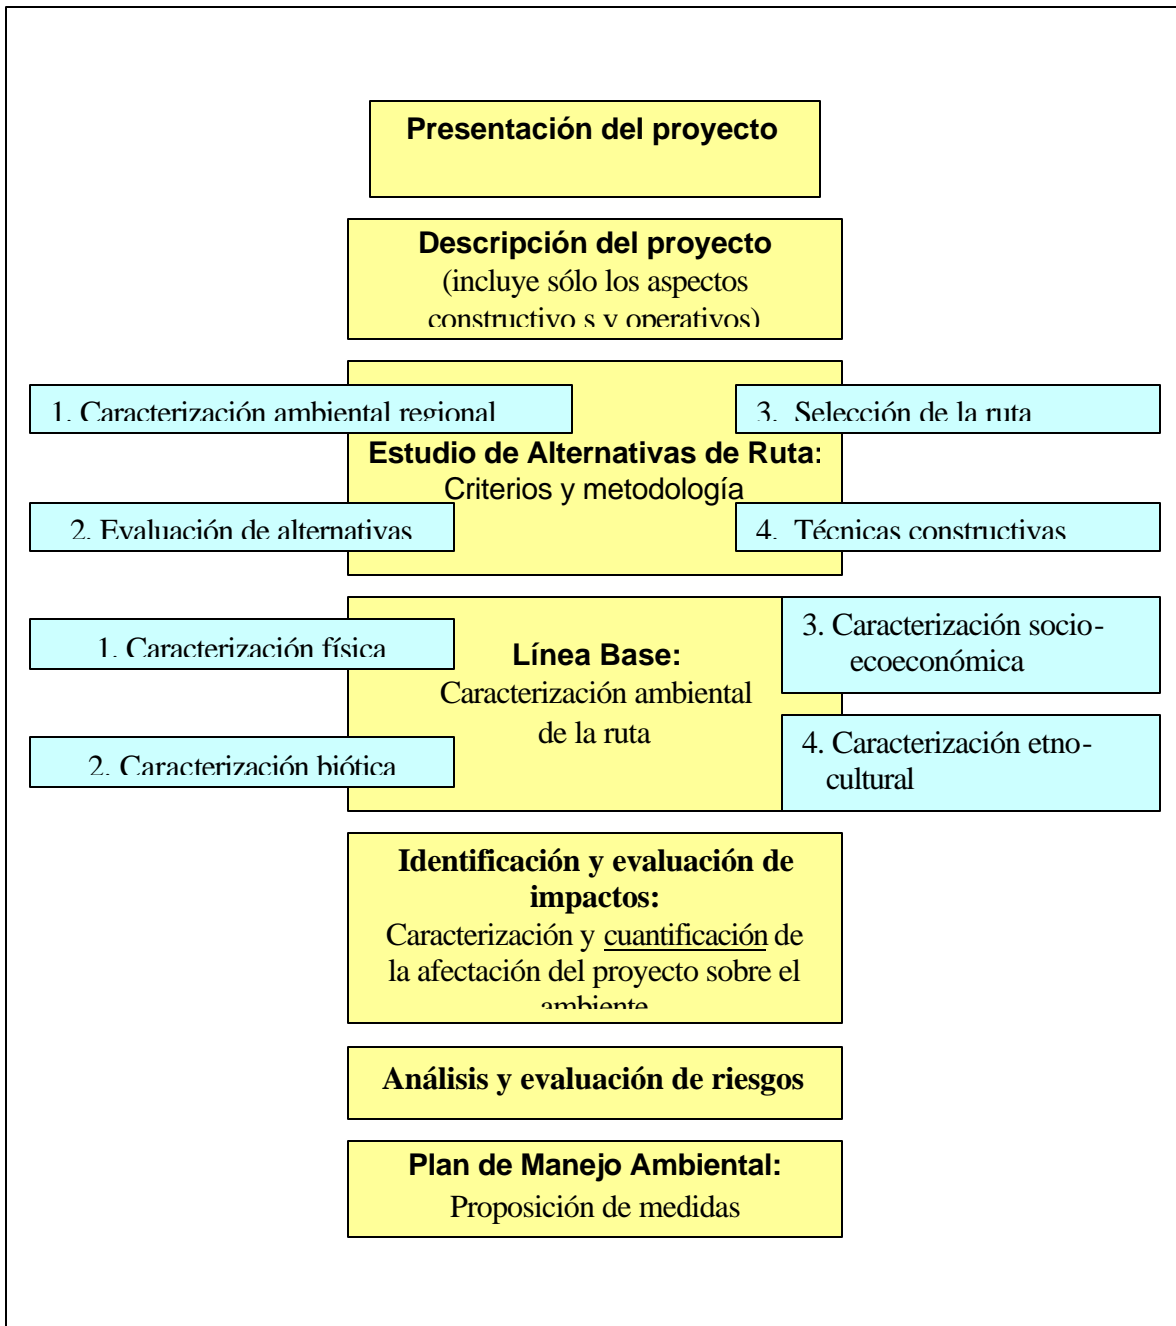 Presentación del proyecto
Descripción del proyecto
(incluye sólo los aspectos
constructivo s y operativos)
1. Caracterización ambiental regional
3. Selección de la ruta
Estudio de Alternativas de Ruta:
Criterios y metodología
2. Evaluación de alternativas
4. Técnicas constructivas
1. Caracterización física
2. Caracterización biótica
Línea Base:
Caracterización ambiental
de la ruta
3. Caracterización socio-
ecoeconómica
4. Caracterización etno-
cultural
Identificación y evaluación de
impactos:
Caracterización y cuantificación de
la afectación del proyecto sobre el
ambiente
Análisis y evaluación de riesgos
Plan de Manejo Ambiental:
Proposición de medidas